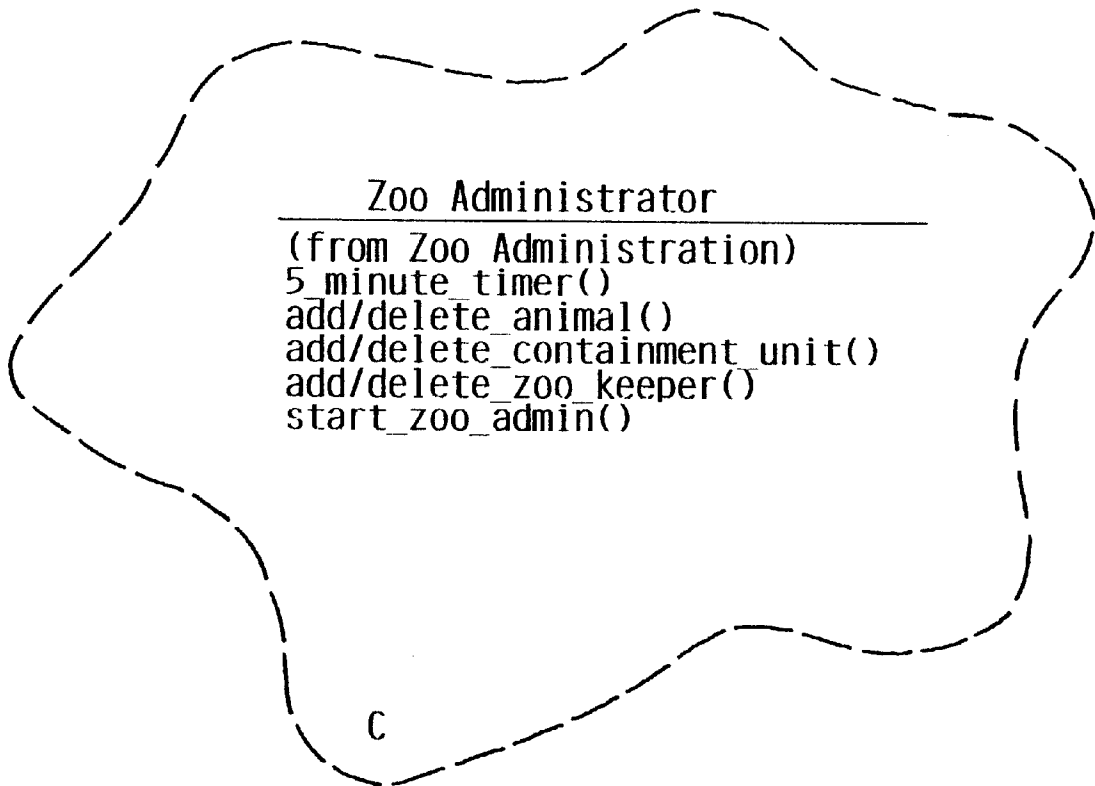 Zoo Administrator
(from Zoo Administration)
5_minute_timer()
add/delete_animal()
add/delete_containment_unit()
add/delete_zoo_keeper()
start_zoo_admin()
C